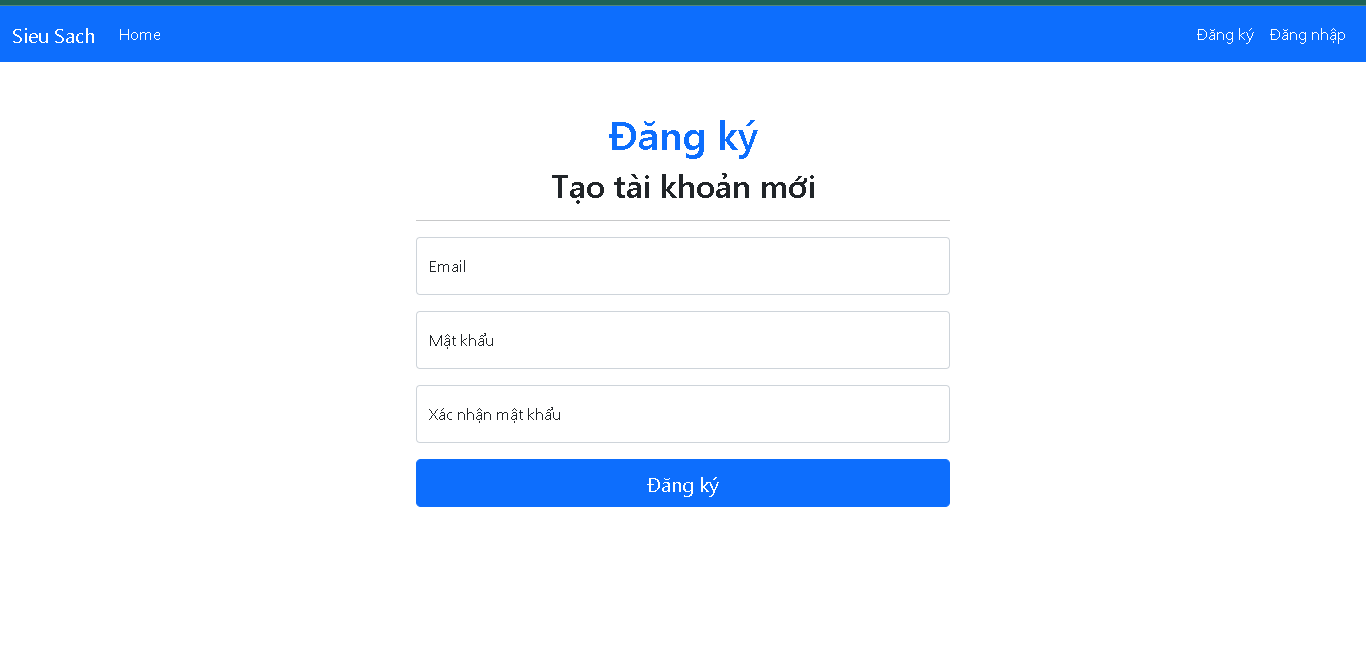 Sieu Sach Home Đăng ký Đăng nhập
Đăng ký
Tạo tài khoản mới
Email
Mật khẩu
Xác nhận mật khẩu
Đăng ký